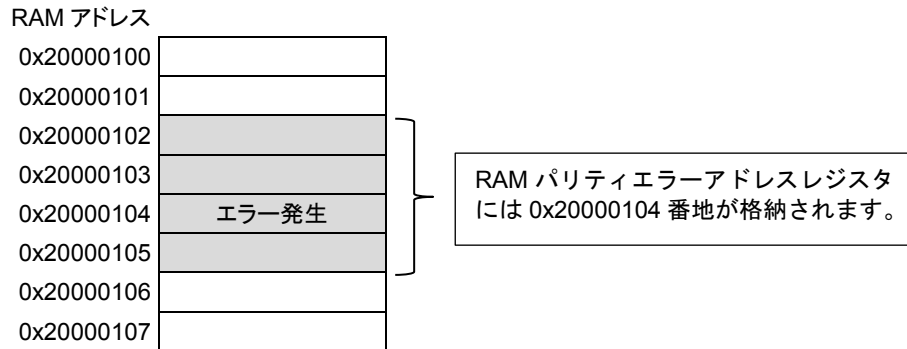 RAM アドレス
0x20000100
0x20000101
0x20000102
0x20000103
0x20000104 エラー発生
0x20000105
0x20000106
0x20000107
RAM パリティエラーアドレスレジスタ
には 0x20000104 番地が格納されます。